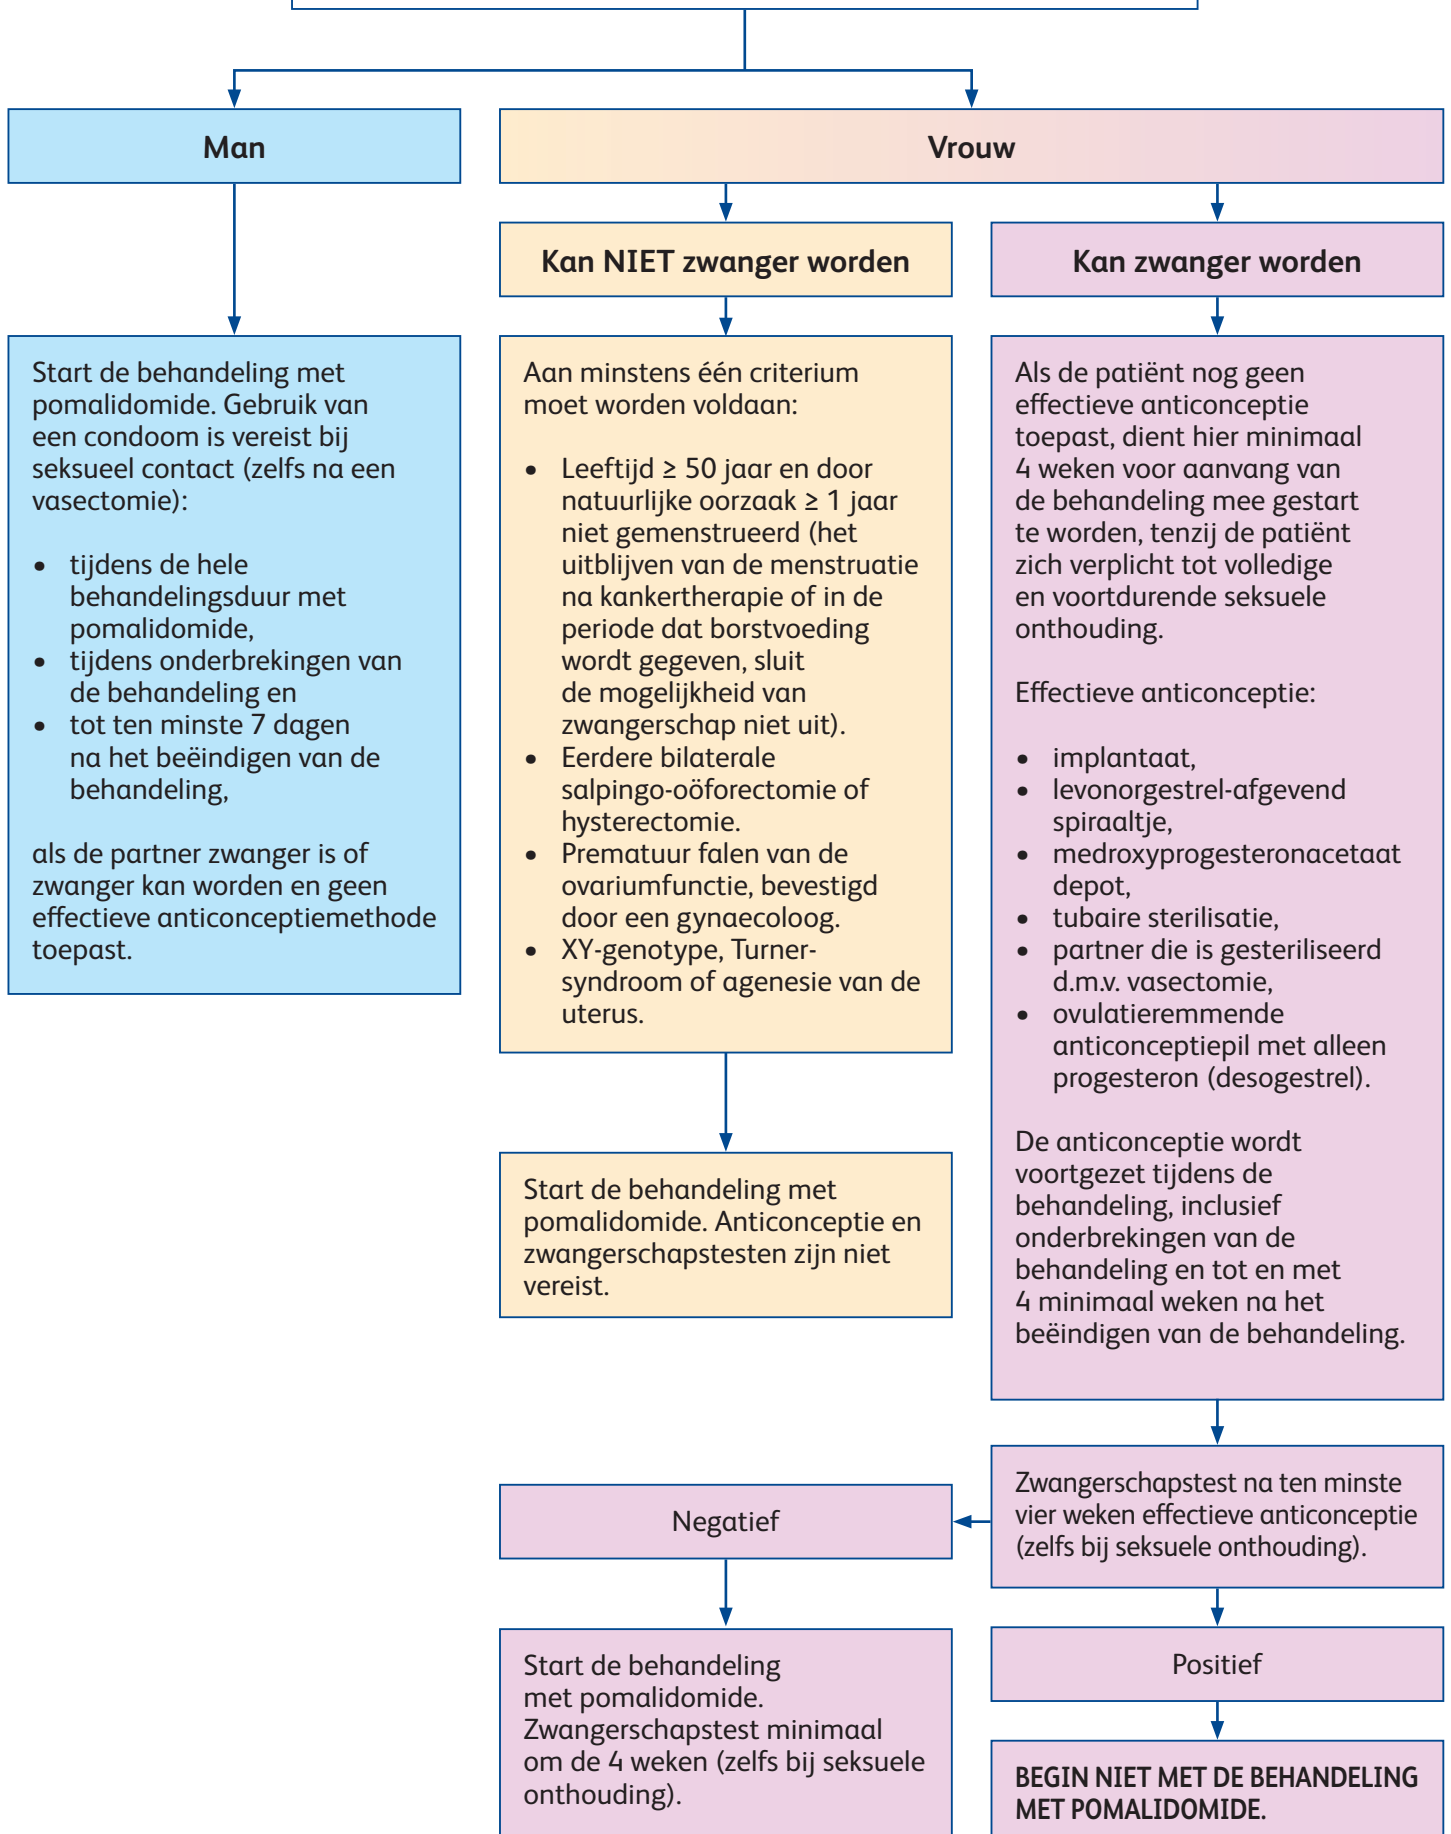 Man
Vrouw
Kan NIET zwanger worden
Kan zwanger worden
Start de behandeling met
pomalidomide. Gebruik van
een condoom is vereist bij
seksueel contact (zelfs na een
vasectomie):
• tijdens de hele
behandelingsduur met
pomalidomide,
• tijdens onderbrekingen van
de behandeling en
• tot ten minste 7 dagen
na het beëindigen van de
behandeling,
als de partner zwanger is of
zwanger kan worden en geen
effectieve anticonceptiemethode
toepast.
Aan minstens één criterium
moet worden voldaan:
• Leeftijd ≥ 50 jaar en door
natuurlijke oorzaak ≥ 1 jaar
niet gemenstrueerd (het
uitblijven van de menstruatie
na kankertherapie of in de
periode dat borstvoeding
wordt gegeven, sluit
de mogelijkheid van
zwangerschap niet uit).
• Eerdere bilaterale
salpingo-oöforectomie of
hysterectomie.
• Prematuur falen van de
ovariumfunctie, bevestigd
door een gynaecoloog.
• XY-genotype, Turner-
syndroom of agenesie van de
uterus.
Start de behandeling met
pomalidomide. Anticonceptie en
zwangerschapstesten zijn niet
vereist.
Als de patiënt nog geen
effectieve anticonceptie
toepast, dient hier minimaal
4 weken voor aanvang van
de behandeling mee gestart
te worden, tenzij de patiënt
zich verplicht tot volledige
en voortdurende seksuele
onthouding.
Effectieve anticonceptie:
• implantaat,
• levonorgestrel-afgevend
spiraaltje,
• medroxyprogesteronacetaat
depot,
• tubaire sterilisatie,
• partner die is gesteriliseerd
d.m.v. vasectomie,
• ovulatieremmende
anticonceptiepil met alleen
progesteron (desogestrel).
De anticonceptie wordt
voortgezet tijdens de
behandeling, inclusief
onderbrekingen van de
behandeling en tot en met
4 minimaal weken na het
beëindigen van de behandeling.
Zwangerschapstest na ten minste
vier weken effectieve anticonceptie
(zelfs bij seksuele onthouding).
Negatief
Start de behandeling
met pomalidomide.
Zwangerschapstest minimaal
om de 4 weken (zelfs bij seksuele
onthouding).
Positief
BEGIN NIET MET DE BEHANDELING
MET POMALIDOMIDE.